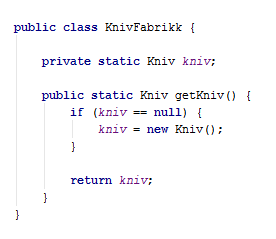 public class KnivFabrikk {
private static Kniv kniv;
public static Kniv getKniv() {
if (kniv == null) {
kniv = new Kniv();
}
return kniv;
}
}